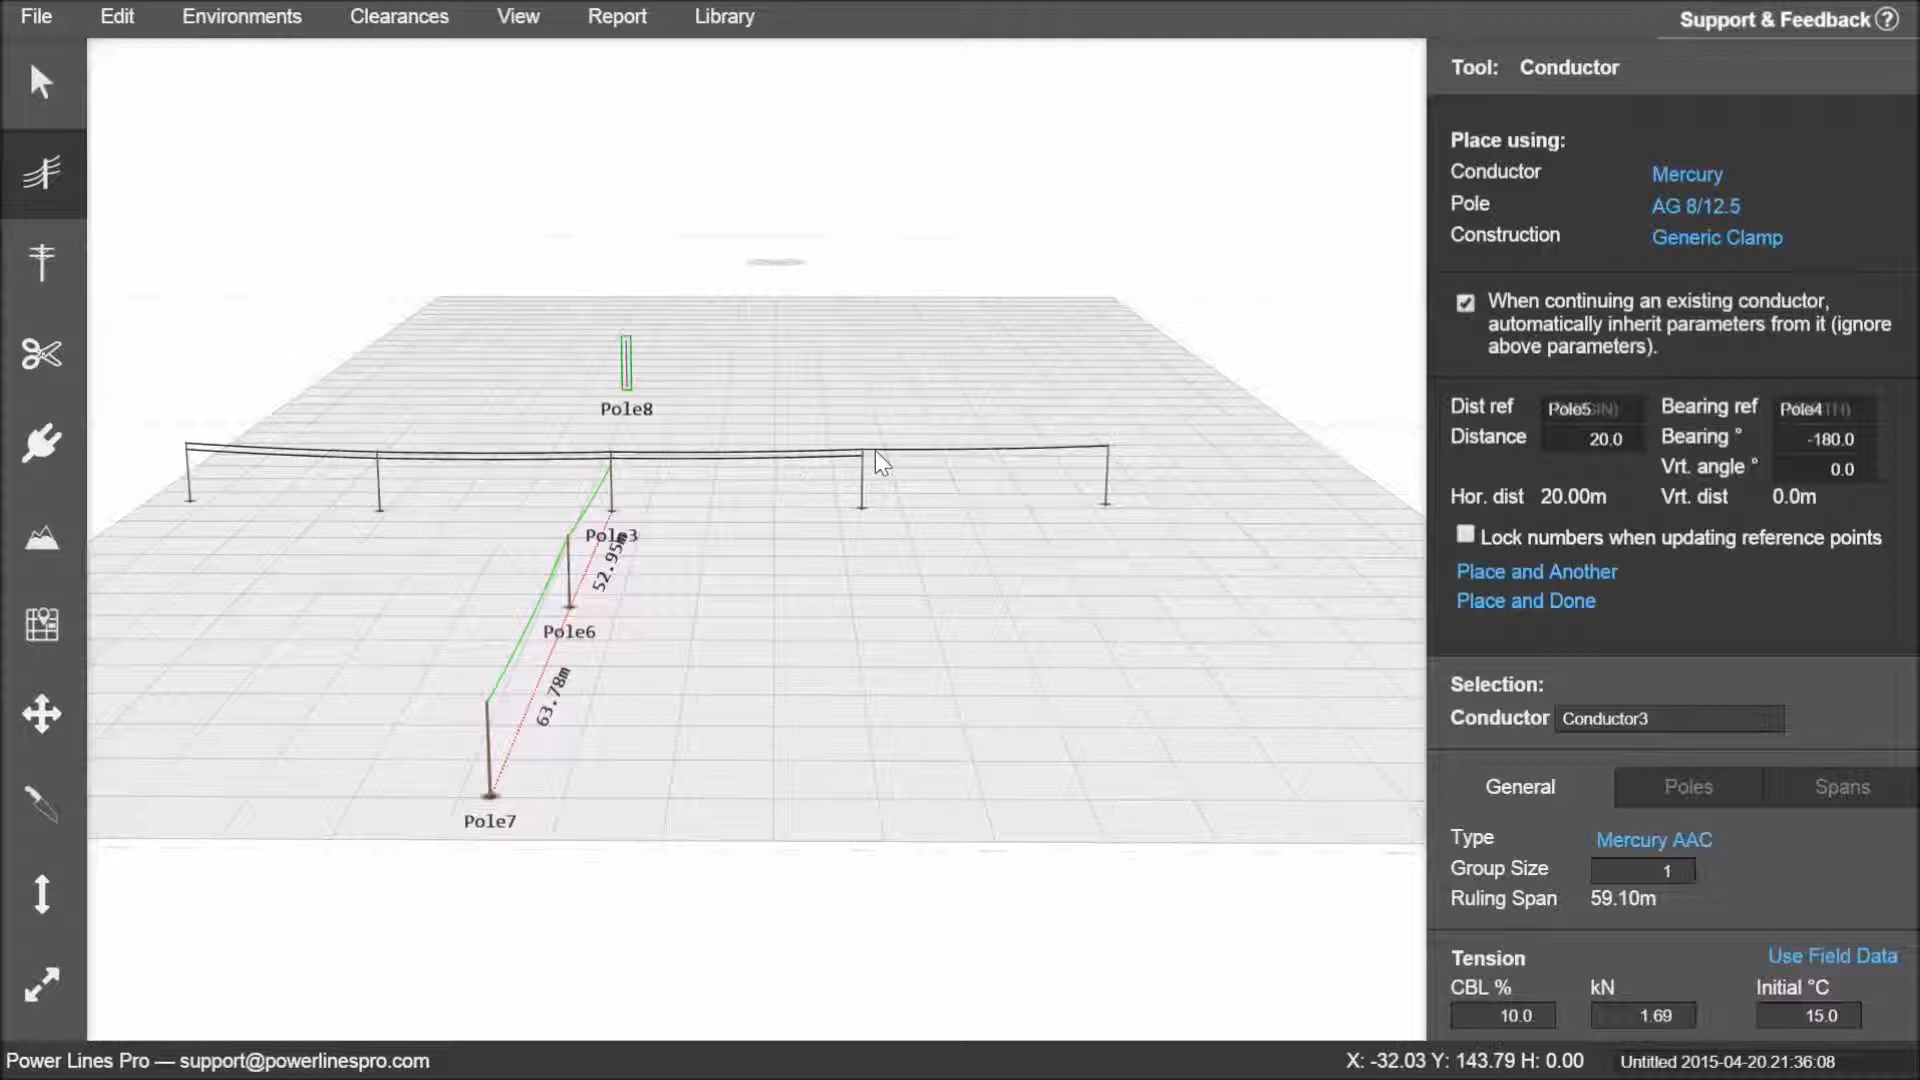 File Edit Environments Clearances View Report Library
Support & Feedback ?
Tool: Conductor
Place using:
Conductor Mercury
Pole AG 8/12.5
Construction Generic Clamp
When continuing an existing conductor,
automatically inherit parameters from it (ignore
above parameters).
Dist ref Pole5 Bearing ref Pole4
Distance 20.0 Bearing ° -180.0
Vrt. angle ° 0.0
Hor. dist 20.00m Vrt. dist 0.0m
Lock numbers when updating reference points
Place and Another
Place and Done
Selection:
Conductor Conductor3
General Poles Spans
Type Mercury AAC
Group Size 1
Ruling Span 59.10m
Tension Use Field Data
CBL % kN Initial °C
10.0 1.69 15.0
Pole8
Pole3
52.95m
Pole6
63.78m
Pole7
Power Lines Pro — support@powerlinespro.com
X: -32.03 Y: 143.79 H: 0.00
Untitled 2015-04-20.21:36:08